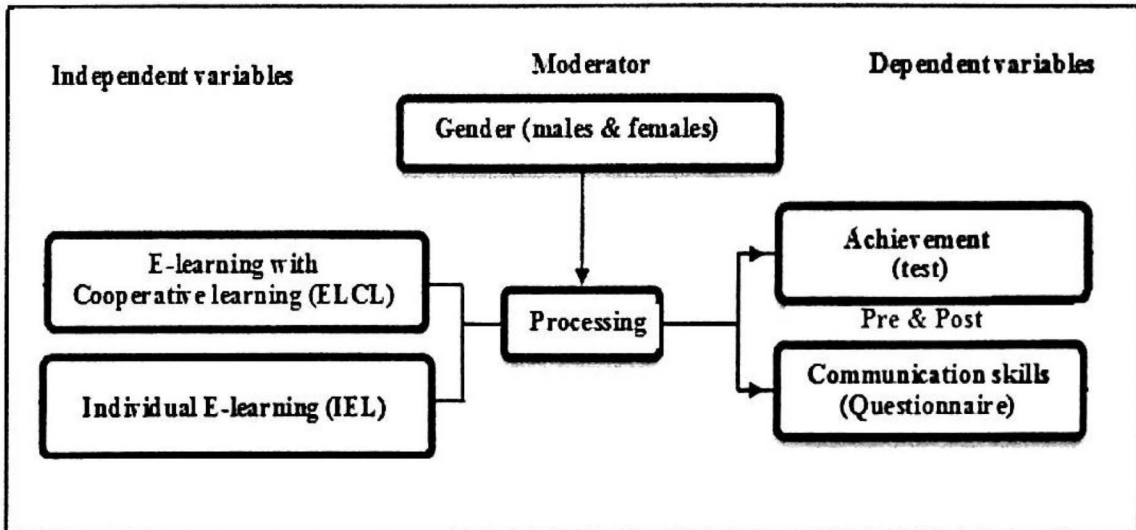 Independent variables
Moderator
Dependent variables
Gender (males & females)
E-learning with
Cooperative learning (ELCL)
Individual E-learning (IEL)
Processing
Achievement
(test)
Pre & Post
Communication skills
(Questionnaire)